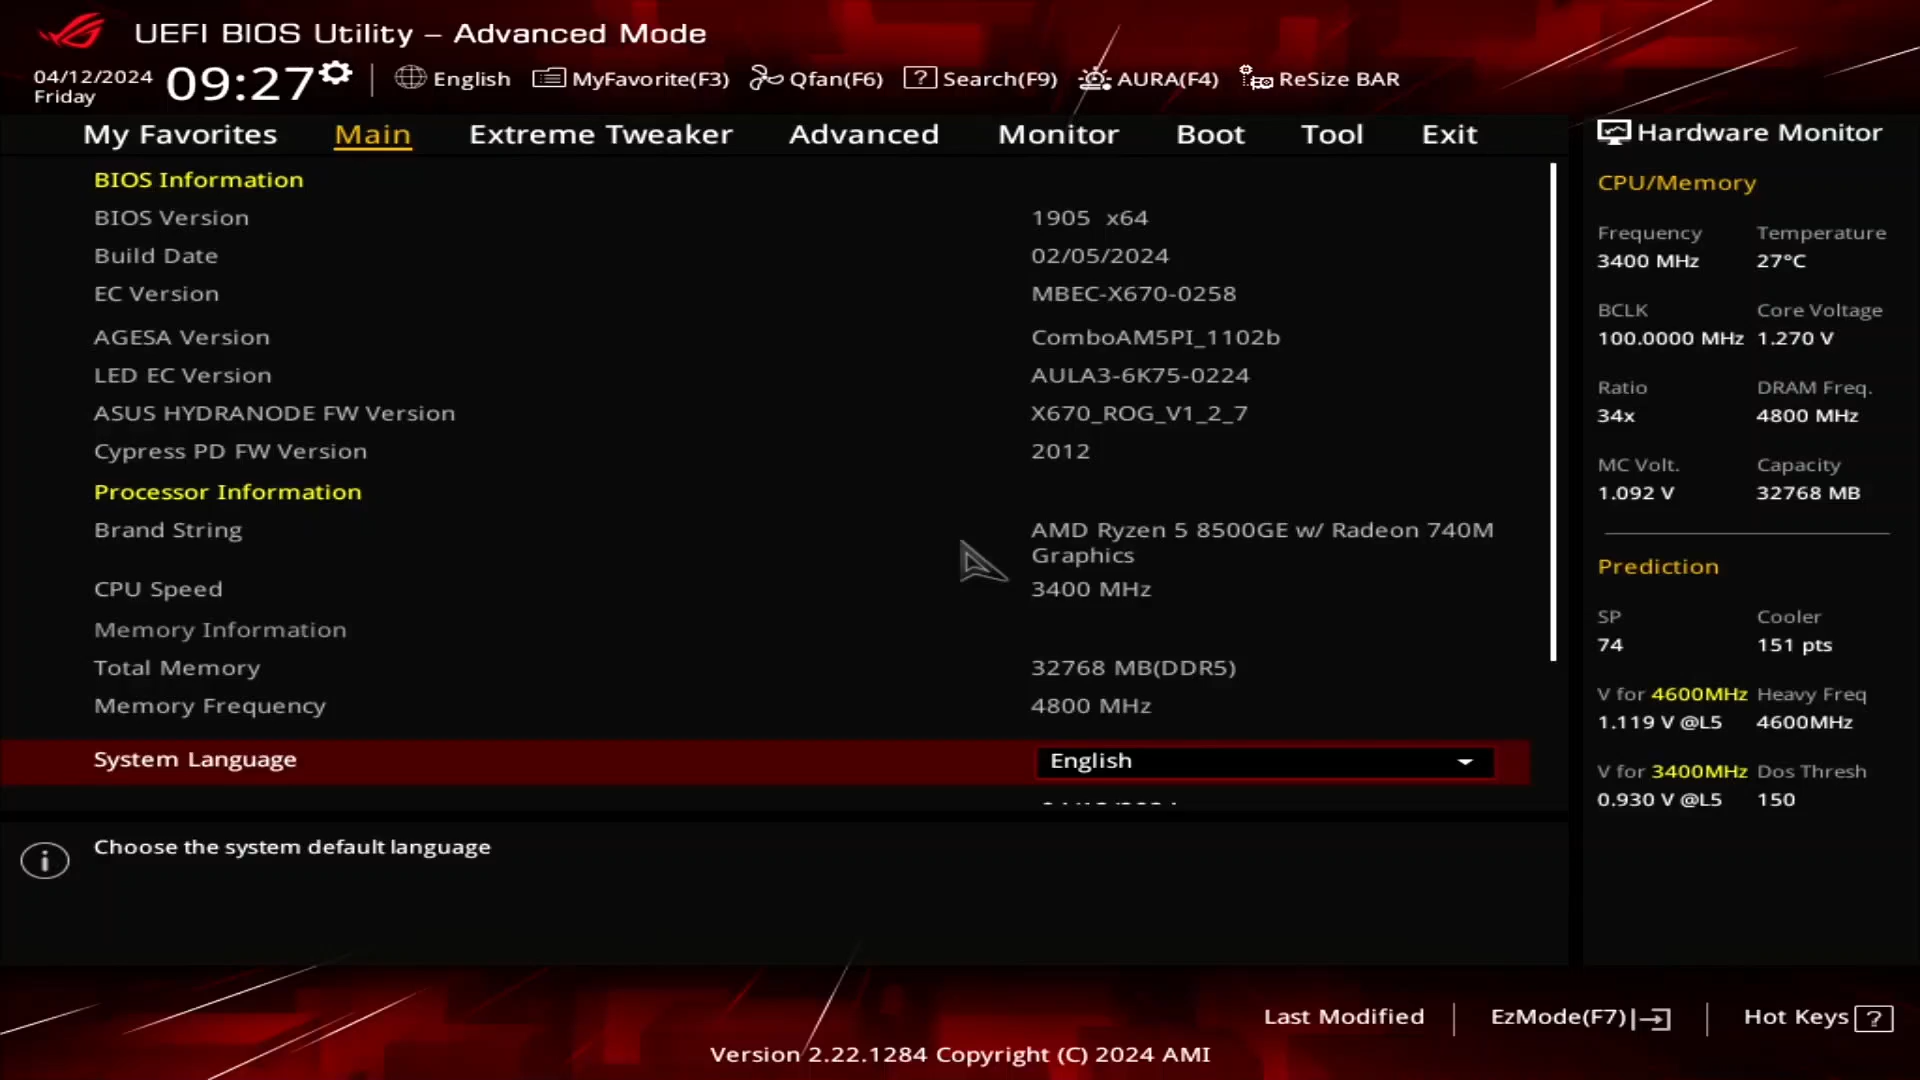 UEFI BIOS Utility – Advanced Mode
04/12/2024
Friday
09:27
English
MyFavorite(F3)
Qfan(F6)
Search(F9)
AURA(F4)
ReSize BAR
My Favorites
Main
Extreme Tweaker
Advanced
Monitor
Boot
Tool
Exit
BIOS Information
BIOS Version 1905 x64
Build Date 02/05/2024
EC Version MBEC-X670-0258
AGESA Version ComboAM5PI_1102b
LED EC Version AULA3-6K75-0224
ASUS HYDRANODE FW Version X670_ROG_V1_2_7
Cypress PD FW Version 2012
Processor Information
Brand String AMD Ryzen 5 8500GE w/ Radeon 740M
Graphics
CPU Speed 3400 MHz
Memory Information
Total Memory 32768 MB(DDR5)
Memory Frequency 4800 MHz
System Language English
Choose the system default language
Hardware Monitor
CPU/Memory
Frequency Temperature
3400 MHz 27°C
BCLK Core Voltage
100.0000 MHz 1.270 V
Ratio DRAM Freq.
34x 4800 MHz
MC Volt. Capacity
1.092 V 32768 MB
Prediction
SP Cooler
74 151 pts
V for 4600MHz Heavy Freq
1.119 V @L5 4600MHz
V for 3400MHz Dos Thresh
0.930 V @L5 150
Last Modified
EzMode(F7)
Hot Keys ?
Version 2.22.1284 Copyright (C) 2024 AMI